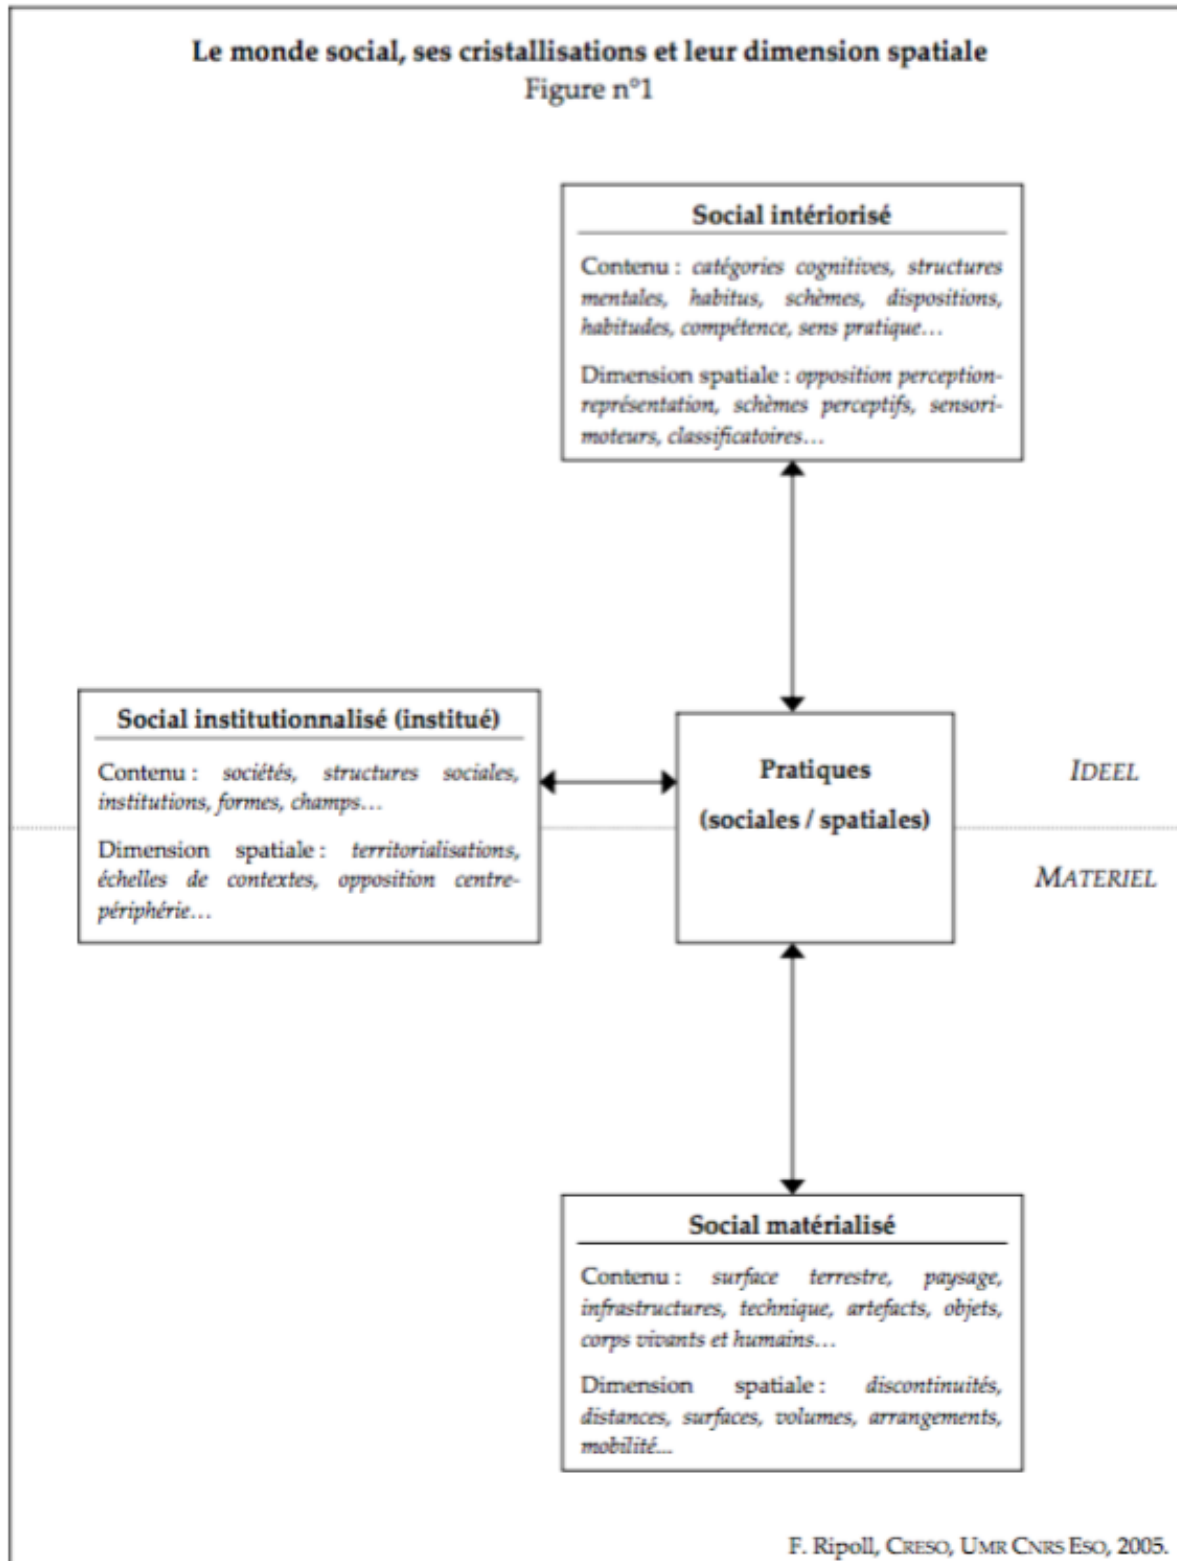 Le monde social, ses cristallisations et leur dimension spatiale
Figure n°1
Social intériorisé
Contenu : catégories cognitives, structures
mentales, habitus, schèmes, dispositions,
habitudes, compétence, sens pratique…
Dimension spatiale : opposition perception-
représentation, schèmes perceptifs, sensori-
moteurs, classificatoires…
Social institutionnalisé (institué)
Contenu : sociétés, structures sociales,
institutions, formes, champs…
Dimension spatiale : territorialisations,
échelles de contextes, opposition centre-
périphérie…
Pratiques
(sociales / spatiales)
IDEEL
MATERIEL
Social matérialisé
Contenu : surface terrestre, paysage,
infrastructures, technique, artefacts, objets,
corps vivants et humains…
Dimension spatiale : discontinuités,
distances, surfaces, volumes, arrangements,
mobilité...
F. Ripoll, CRESO, UMR CNRS ESO, 2005.